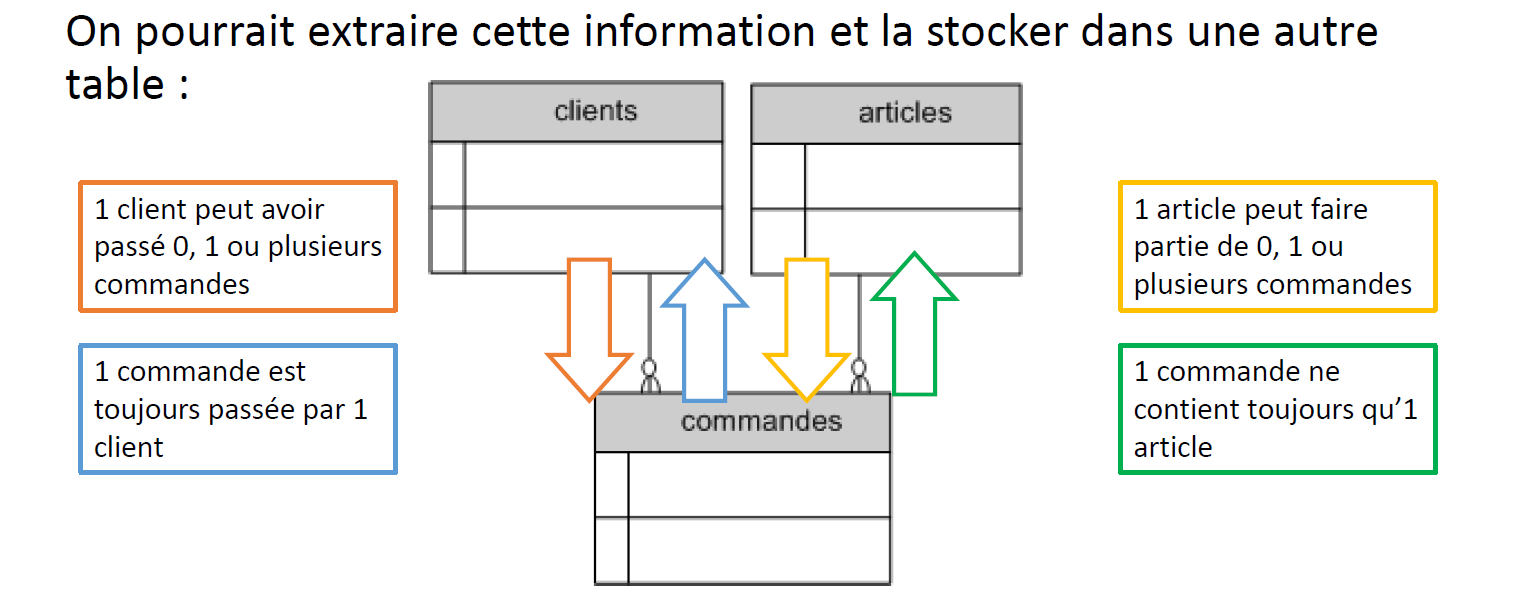 On pourrait extraire cette information et la stocker dans une autre
table :
clients
articles
1 client peut avoir
passé 0, 1 ou plusieurs
commandes
1 article peut faire
partie de 0, 1 ou
plusieurs commandes
1 commande est
toujours passée par 1
client
1 commande ne
contient toujours qu’1
article
commandes